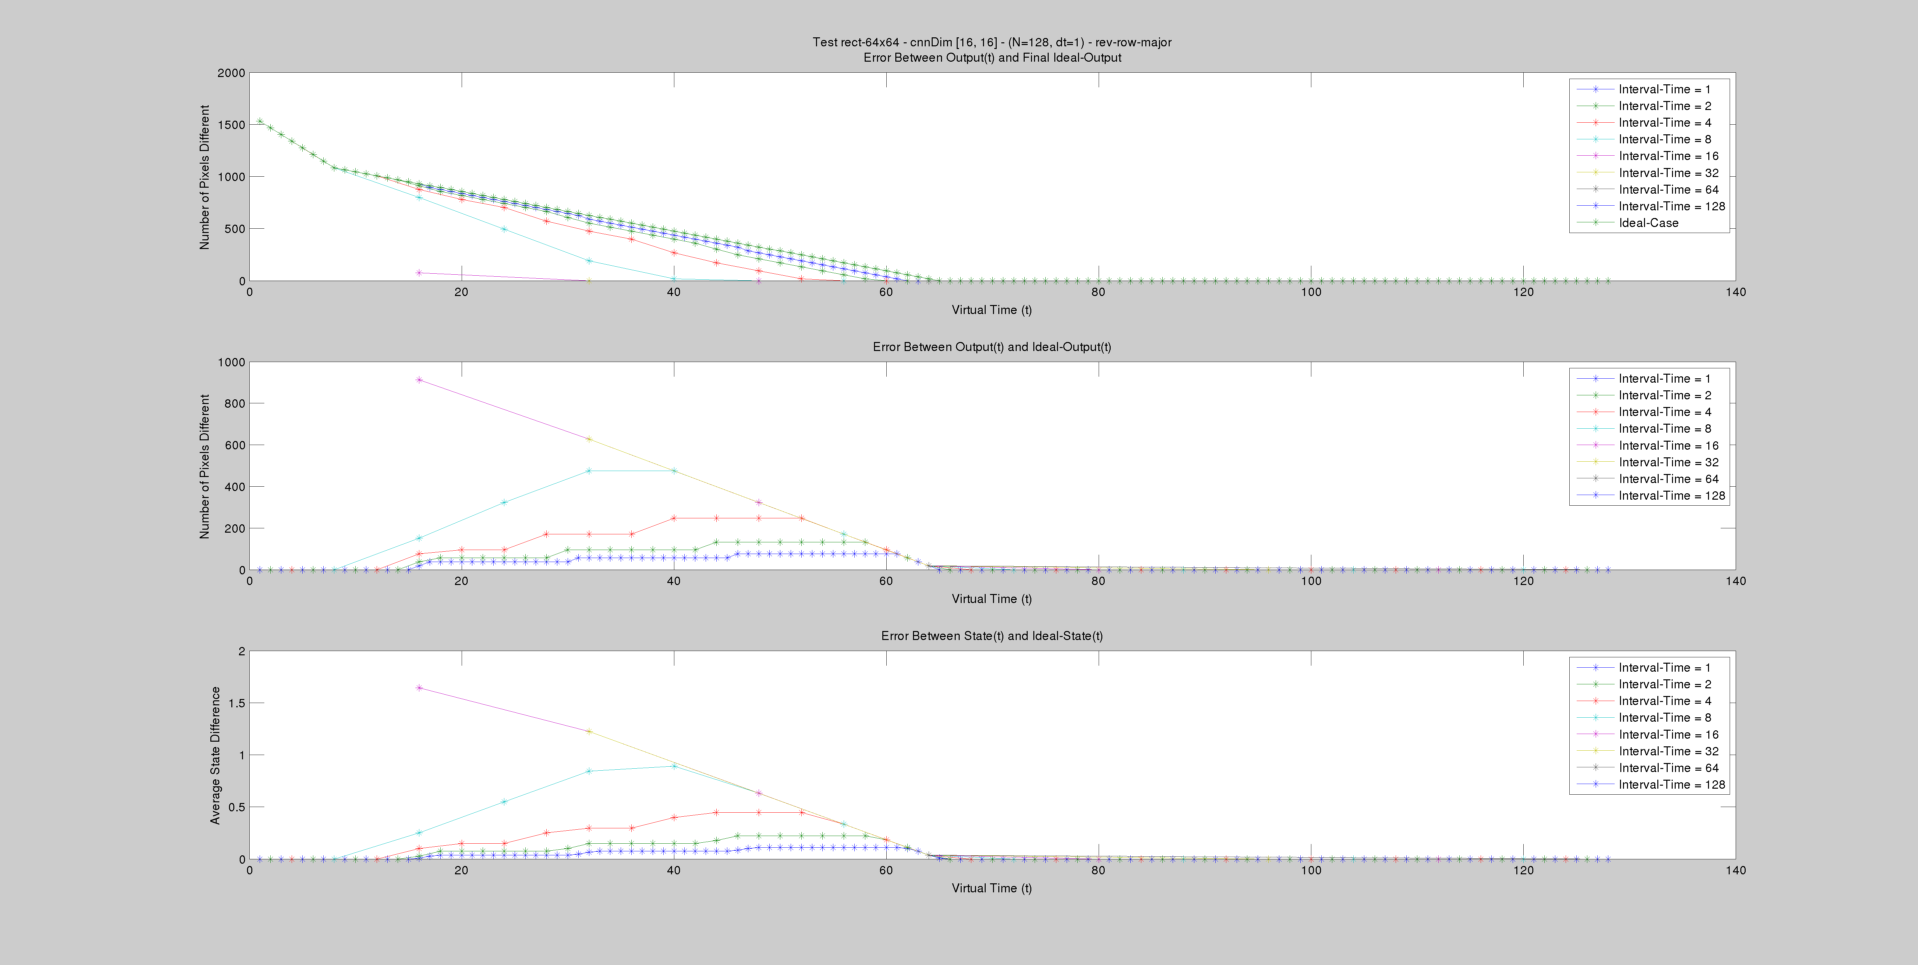 Test rect-64x64 - cnnDim [16, 16] - (N=128, dt=1) - rev-row-major
Error Between Output(t) and Final Ideal-Output
Number of Pixels Different
2000
1500
1000
500
0
0 20 40 60 80 100 120 140
Virtual Time (t)
Interval-Time = 1
Interval-Time = 2
Interval-Time = 4
Interval-Time = 8
Interval-Time = 16
Interval-Time = 32
Interval-Time = 64
Interval-Time = 128
Ideal-Case
Error Between Output(t) and Ideal-Output(t)
Number of Pixels Different
1000
800
600
400
200
0
0 20 40 60 80 100 120 140
Virtual Time (t)
Interval-Time = 1
Interval-Time = 2
Interval-Time = 4
Interval-Time = 8
Interval-Time = 16
Interval-Time = 32
Interval-Time = 64
Interval-Time = 128
Error Between State(t) and Ideal-State(t)
Average State Difference
2
1.5
1
0.5
0
0 20 40 60 80 100 120 140
Virtual Time (t)
Interval-Time = 1
Interval-Time = 2
Interval-Time = 4
Interval-Time = 8
Interval-Time = 16
Interval-Time = 32
Interval-Time = 64
Interval-Time = 128